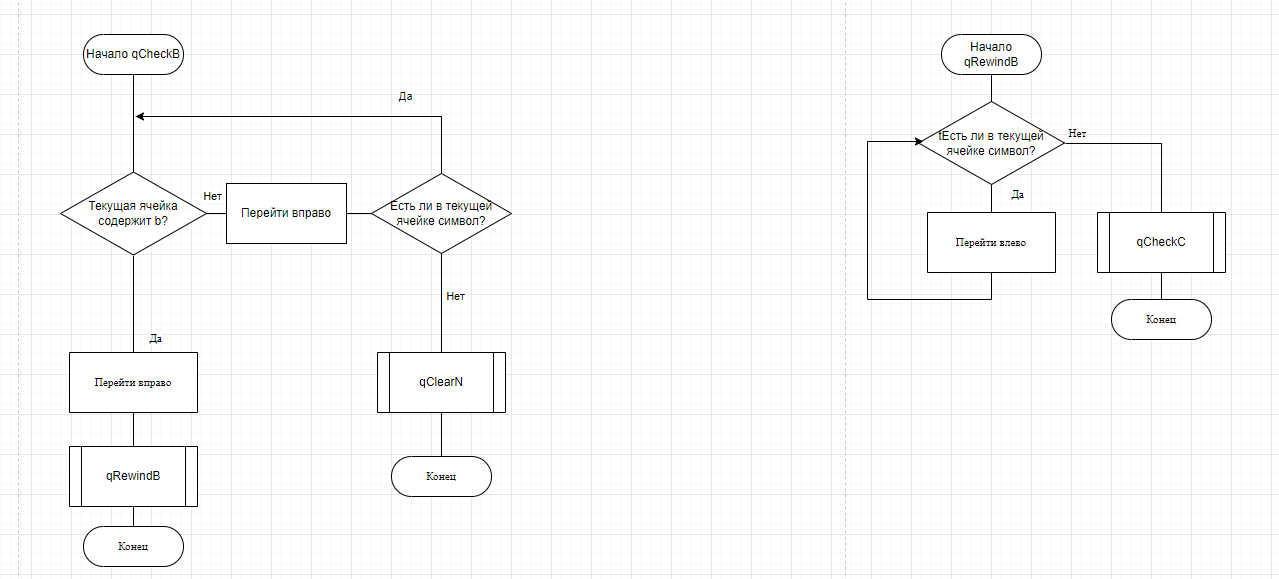 Начало qCheckB
Да
Текущая ячейка
содержит b?
Нет
Перейти вправо
Есть ли в текущей
ячейке символ?
Нет
Да
Перейти вправо
qClearN
qRewindB
Конец
Конец
Начало
qRewindB
tЕсть ли в текущей
ячейке символ?
Нет
Да
Перейти влево
qCheckC
Конец